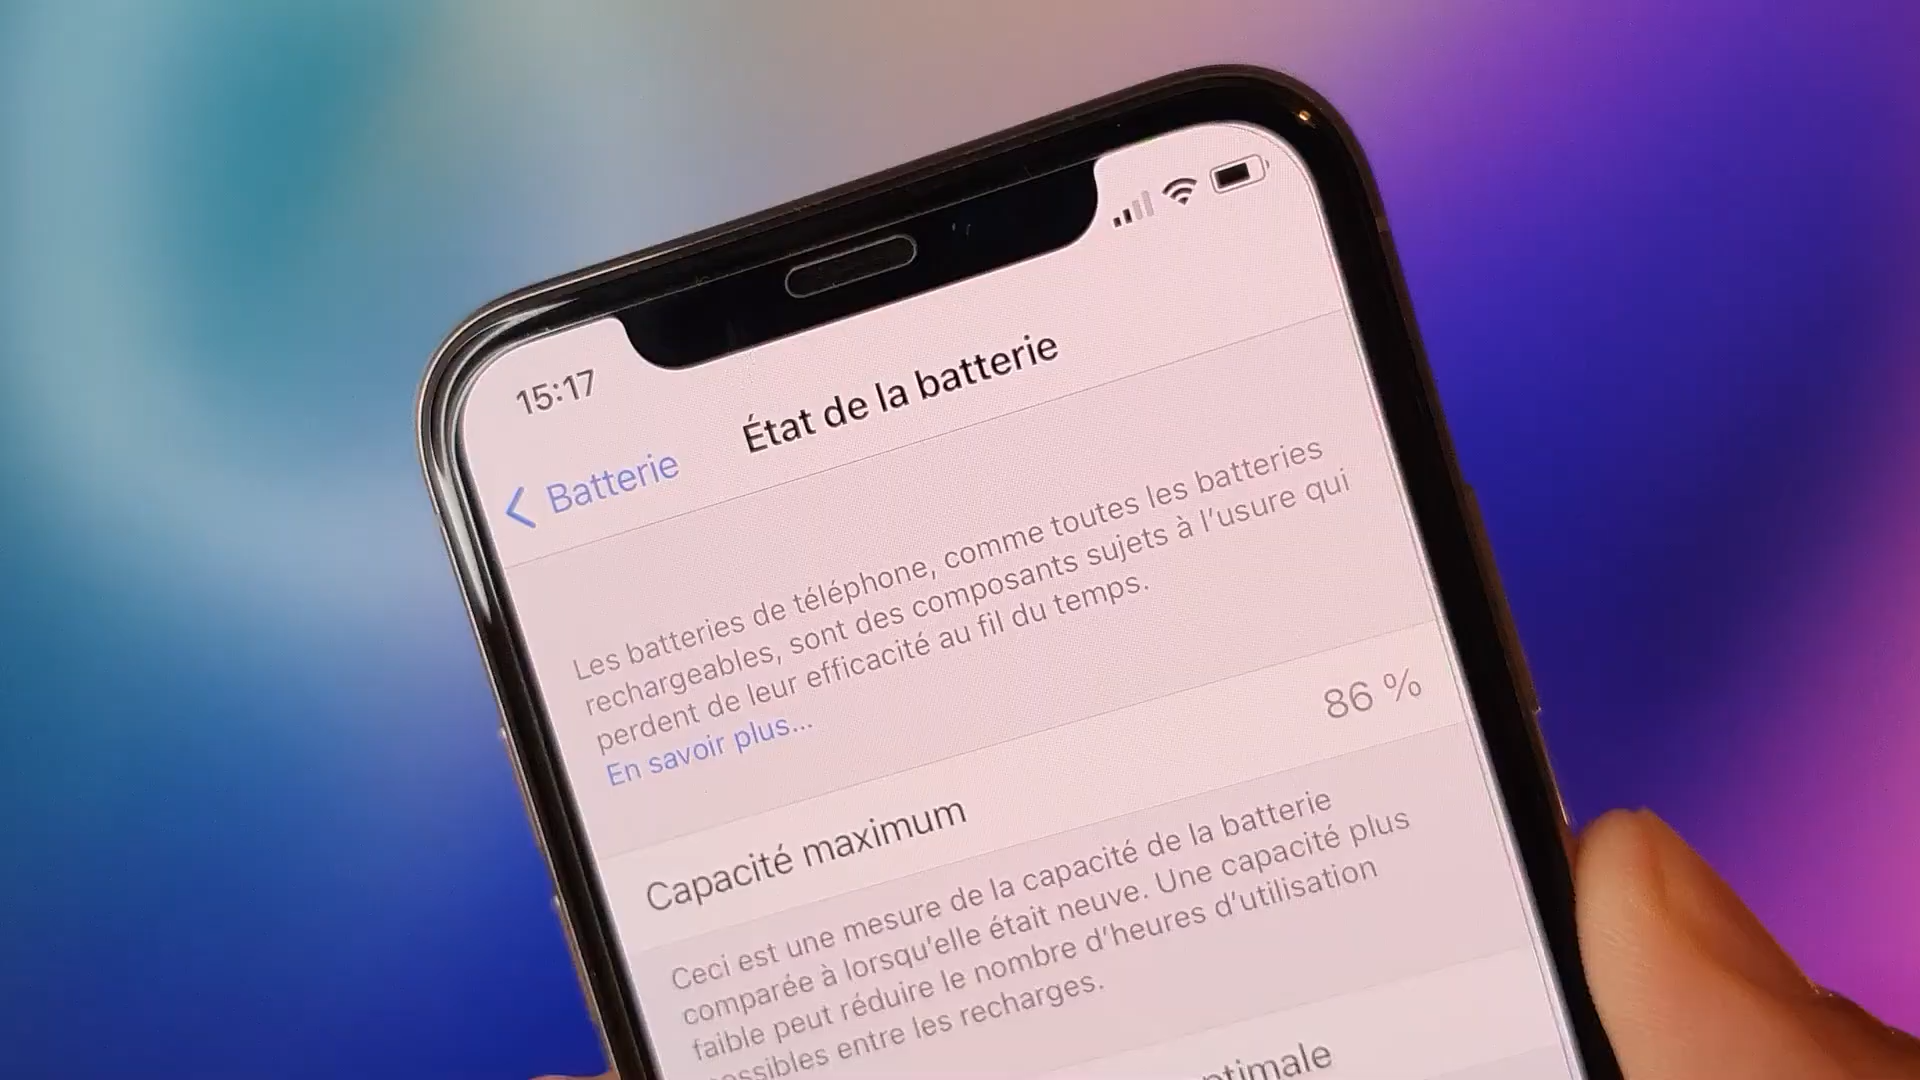 15:17
Batterie
État de la batterie
Les batteries de téléphone, comme toutes les batteries
rechargeables, sont des composants sujets à l'usure qui
perdent de leur efficacité au fil du temps.
En savoir plus...
Capacité maximum
86 %
Ceci est une mesure de la capacité de la batterie
comparée à lorsqu'elle était neuve. Une capacité plus
faible peut réduire le nombre d'heures d'utilisation
entre les recharges.